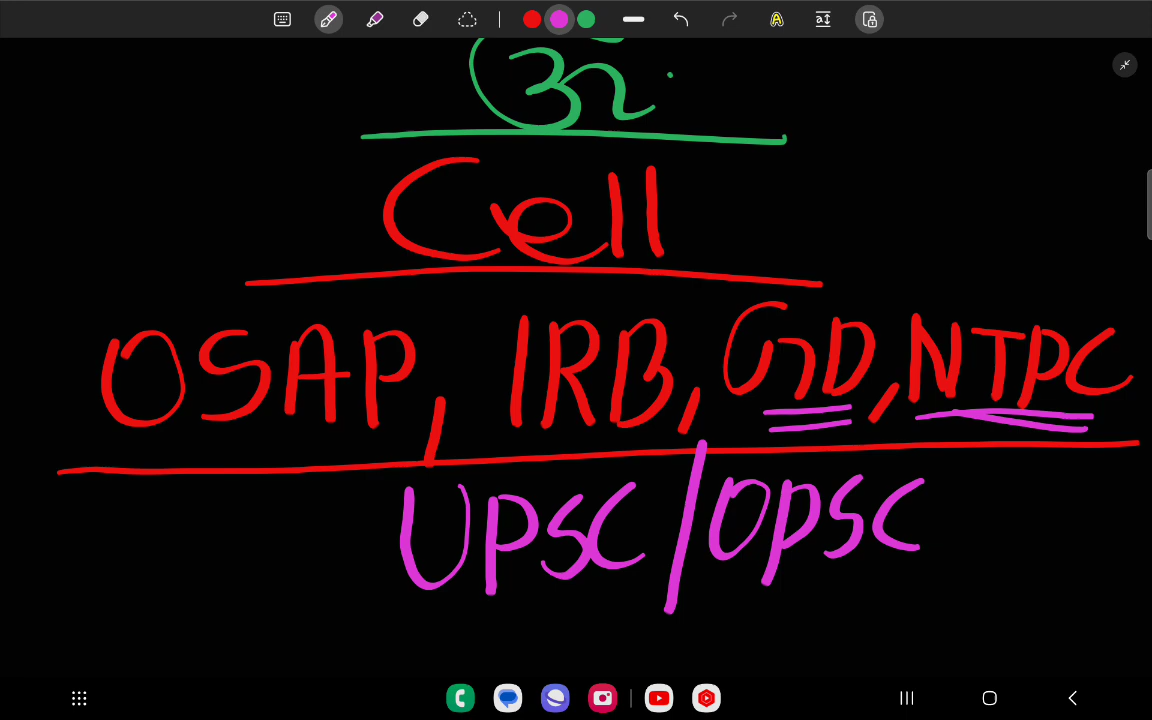 Cell
OSAP, IRB, GD, NTPC
UPSC/OPSC